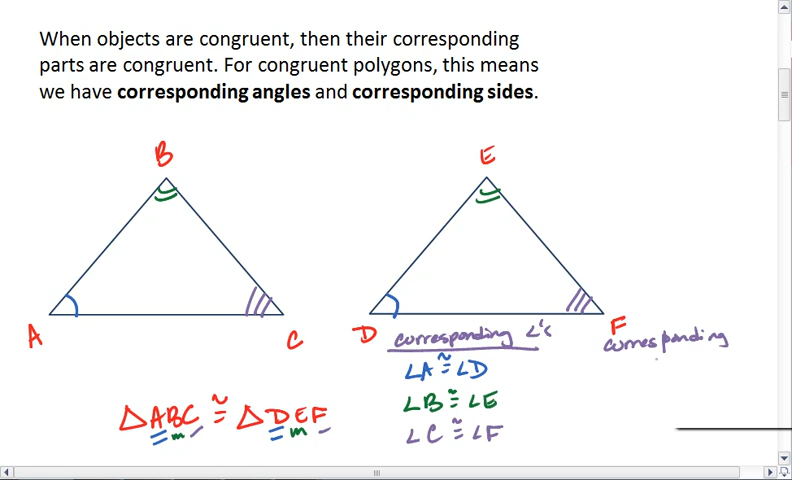 When objects are congruent, then their corresponding
parts are congruent. For congruent polygons, this means
we have corresponding angles and corresponding sides.
B
E
A
C
D
F
corresponding ∠'s
corresponding
∠A ≅ ∠D
∠B ≅ ∠E
∠C ≅ ∠F
△ABC ≅ △DEF